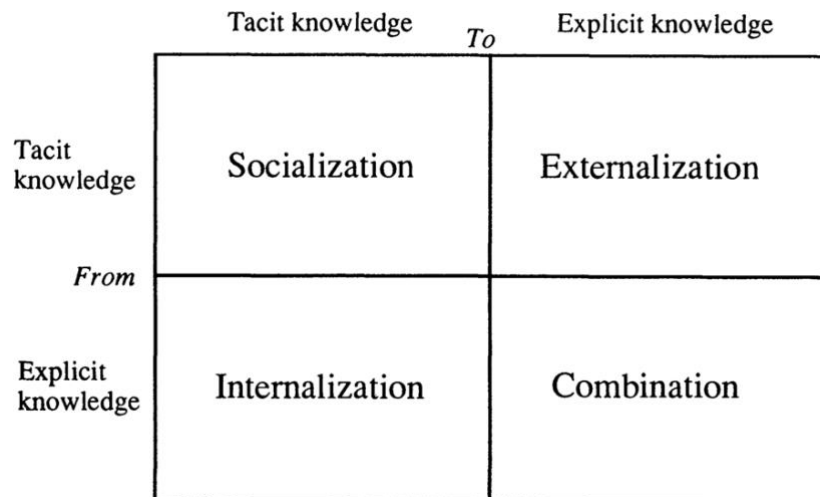 Tacit knowledge
To
Explicit knowledge
Tacit
knowledge
Socialization
Externalization
From
Explicit
knowledge
Internalization
Combination